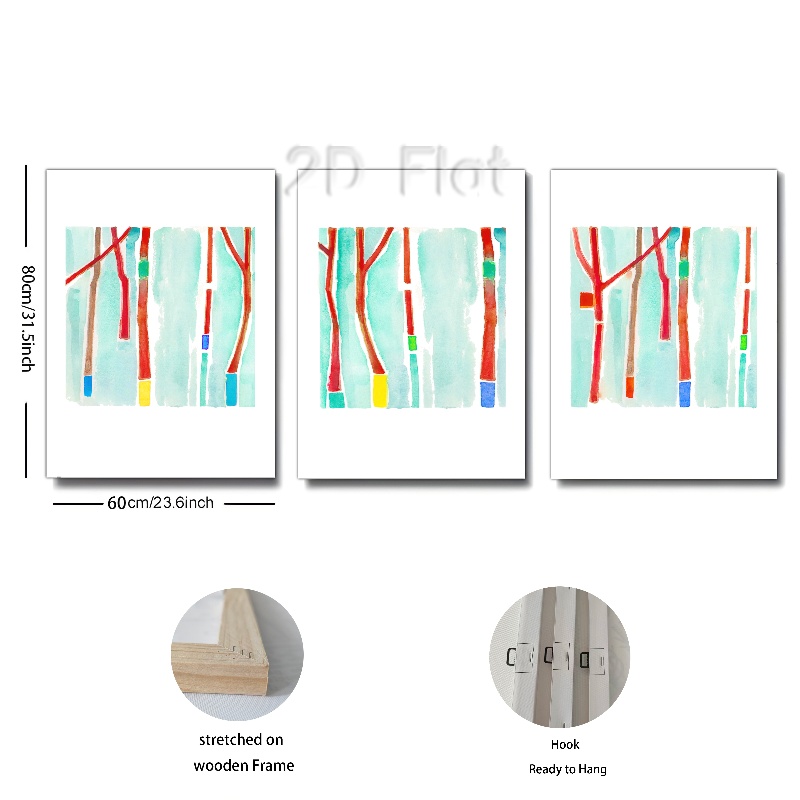 2D Flat
80cm/31.5inch
60cm/23.6inch
stretched on
wooden Frame
Hook
Ready to Hang